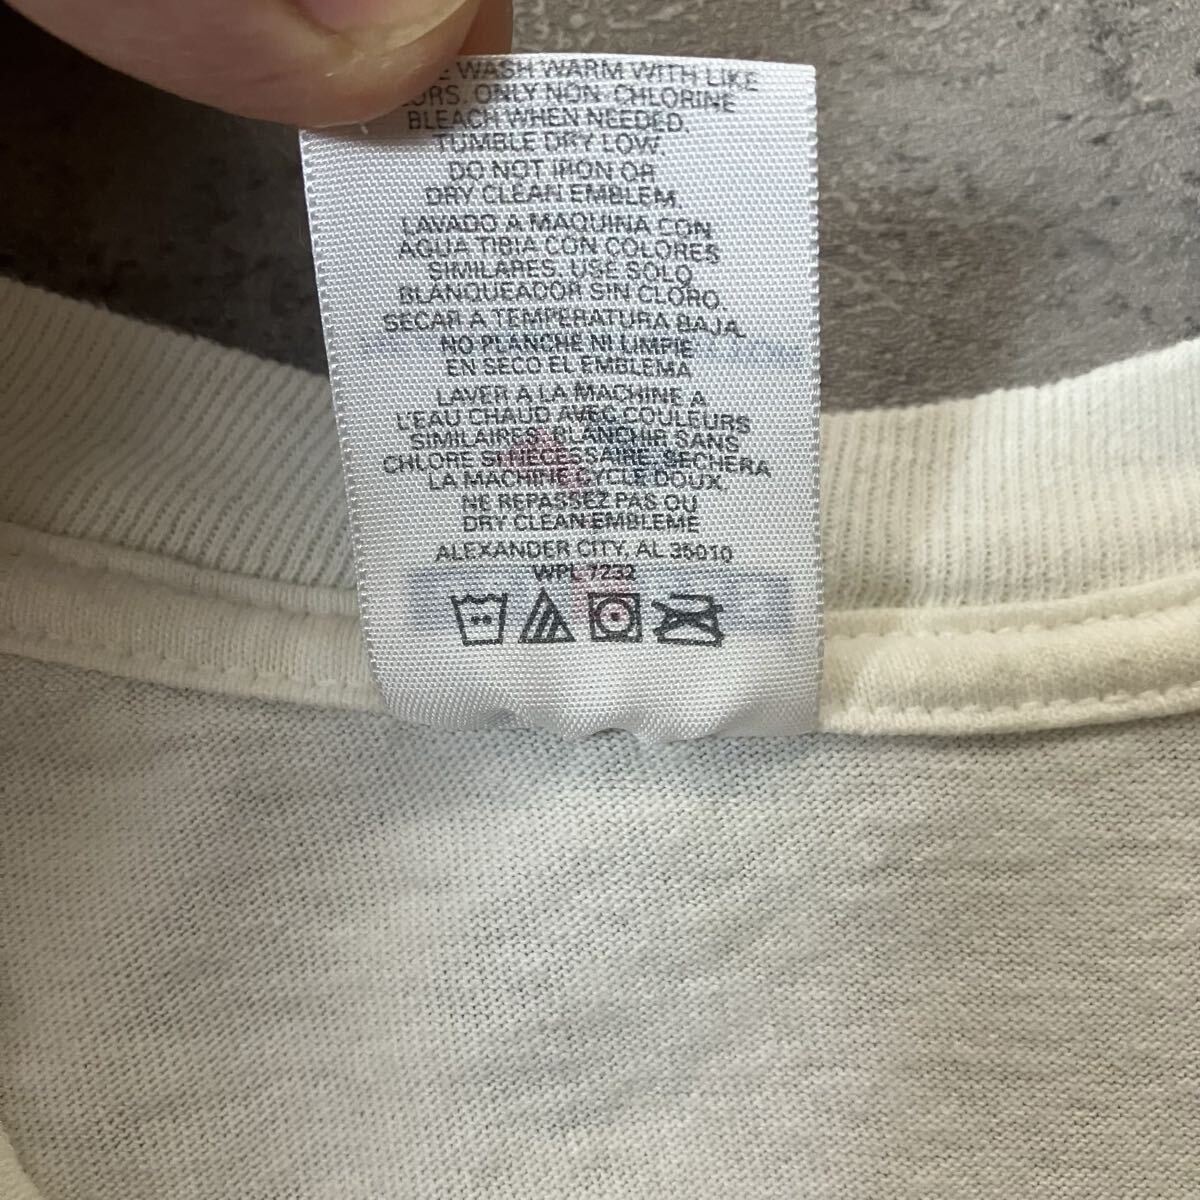 WASH WARM WITH LIKE
ONLY NON. CHLORINE
BLEACH WHEN NEEDED.
TUMBLE DRY LOW.
DO NOT IRON OR
DRY CLEAN EMBLEM.
LAVADO A MAQUINA CON
AGUA TIBIA CON COLORES
SIMILARES. USE SOLO
BLANQUEADOR SIN CLORO.
SECAR A TEMPERATURA BAJA.
NO PLANCHE NI LIMPIE
EN SECO EL EMBLEMA
LAVER A LA MACHINE A
L'EAU CHAUD AVEC COULEURS
SIMILAIRES. BLANCHIR SANS
CHLORE SI NECESSAIRE. SECHERA
LA MACHINE CYCLE DOUX.
NE REPASSEZ PAS OU
DRY CLEAN EMBLEME
ALEXANDER CITY, AL 35010
WPL 7232